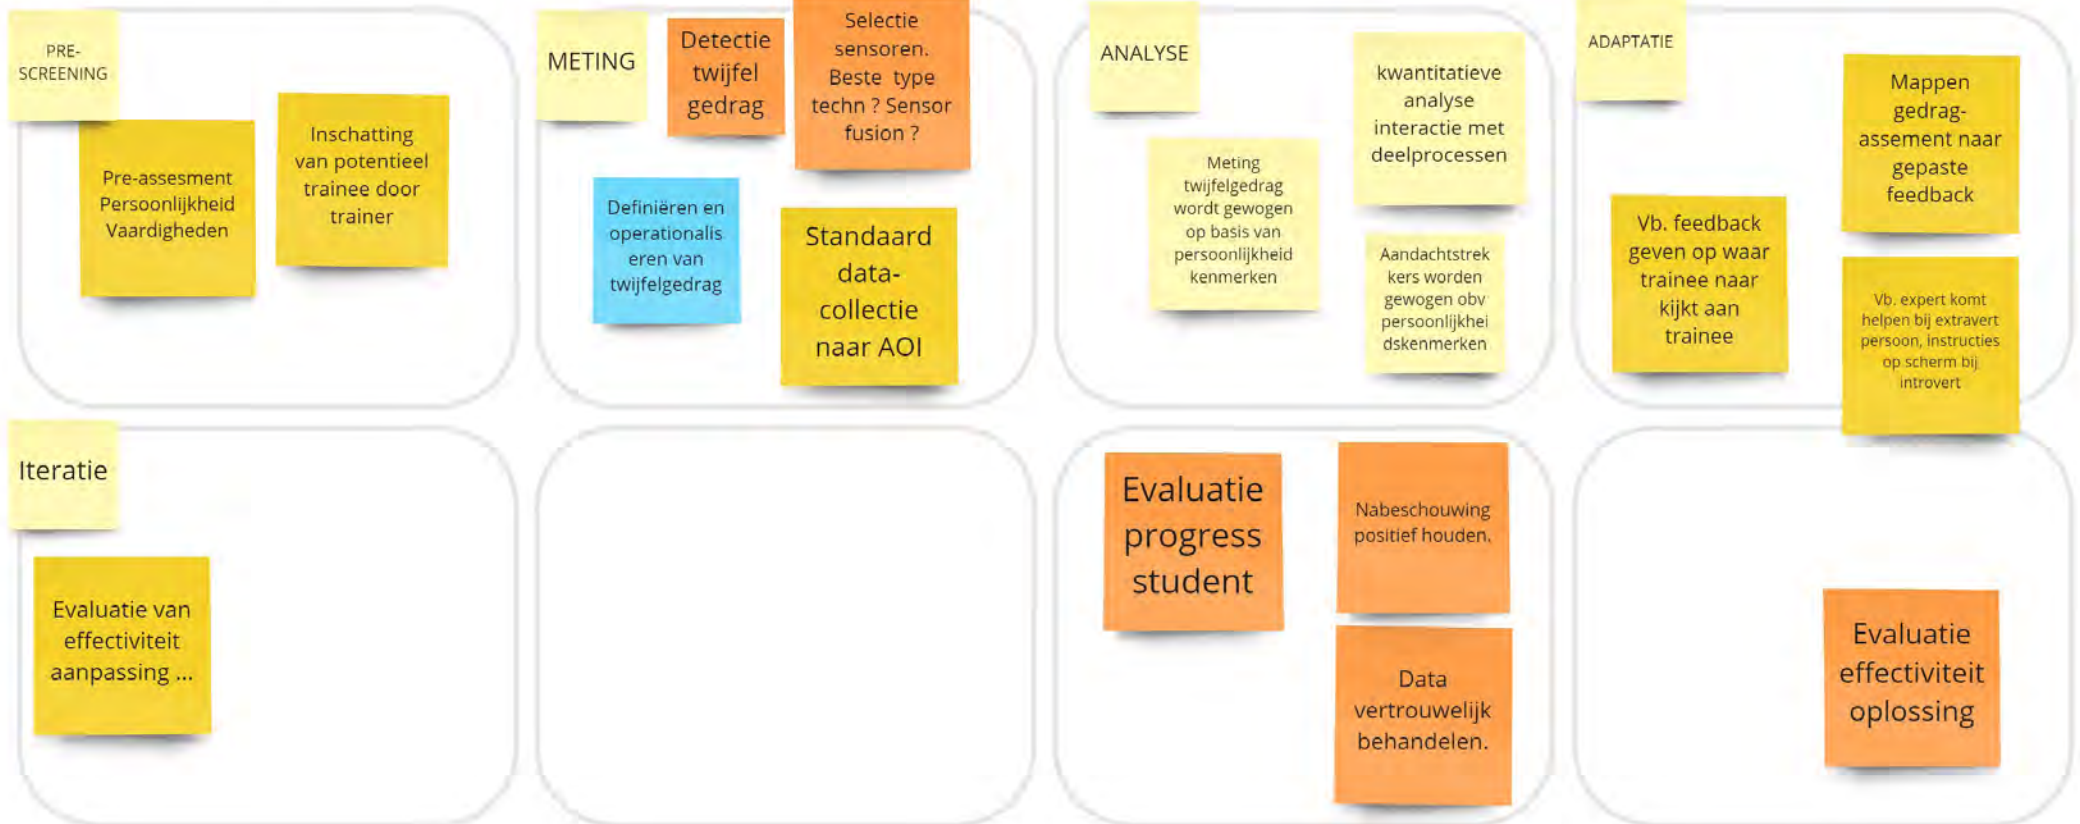 PRE-
SCREENING
Pre-assesment
Persoonlijkheid
Vaardigheden
Inschatting
van potentieel
trainee door
trainer
METING
Detectie
twijfel
gedrag
Selectie
sensoren.
Beste type
techn ? Sensor
fusion ?
Definiëren en
operationalis
eren van
twijfelgedrag
Standaard
data-
collectie
naar AOI
ANALYSE
kwantitatieve
analyse
interactie met
deelprocessen
Meting
twijfelgedrag
wordt gewogen
op basis van
persoonlijkheid
kenmerken
Aandachtstrek
kers worden
gewogen obv
persoonlijkhei
dskenmerken
ADAPTATIE
Mappen
gedrag-
assement naar
gepaste
feedback
Vb. feedback
geven op waar
trainee naar
kijkt aan
trainee
Vb. expert komt
helpen bij extravert
persoon, instructies
op scherm bij
introvert
Iteratie
Evaluatie van
effectiviteit
aanpassing ...
Evaluatie
progress
student
Nabeschouwing
positief houden.
Data
vertrouwelijk
behandelen.
Evaluatie
effectiviteit
oplossing